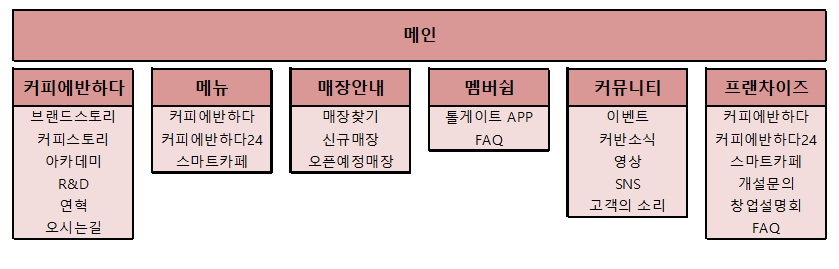 메인
커피에반하다
브랜드스토리
커피스토리
아카데미
R&D
연혁
오시는길
메뉴
커피에반하다
커피에반하다24
스마트카페
매장안내
매장찾기
신규매장
오픈예정매장
멤버쉽
톨게이트 APP
FAQ
커뮤니티
이벤트
커반소식
영상
SNS
고객의 소리
프랜차이즈
커피에반하다
커피에반하다24
스마트카페
개설문의
창업설명회
FAQ